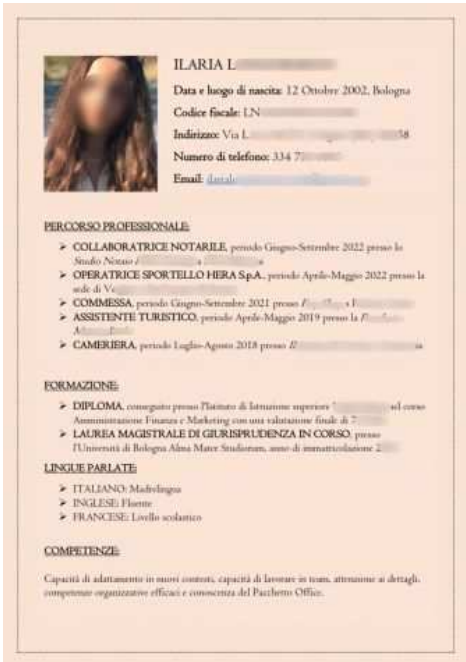 ILARIA L
Data e luogo di nascita: 12 Ottobre 2002, Bologna
Codice fiscale: LN
Indirizzo: Via L 58
Numero di telefono: 334 7
Email:
PERCORSO PROFESSIONALE:
➢ COLLABORATRICE NOTARILE, periodo Giugno-Settembre 2022 presso lo
Studio Notaio
➢ OPERATRICE SPORTELLO HERA S.p.A., periodo Aprile-Maggio 2022 presso la
sede di
➢ COMMESSA, periodo Giugno-Settembre 2021 presso
➢ ASSISTENTE TURISTICO, periodo Aprile-Maggio 2019 presso la
➢ CAMERIERA, periodo Luglio-Agosto 2018 presso
FORMAZIONE:
➢ DIPLOMA, conseguito presso l'Istituto di Istruzione superiore nel corso
Amministrazione Finanza e Marketing con una valutazione finale di 7
➢ LAUREA MAGISTRALE DI GIURISPRUDENZA IN CORSO, presso
l'Università di Bologna Alma Mater Studiorum, anno di immatricolazione 2
LINGUE PARLATE:
➢ ITALIANO: Madrelingua
➢ INGLESE: Fluente
➢ FRANCESE: Livello scolastico
COMPETENZE:
Capacità di adattamento in nuovi contesti, capacità di lavorare in team, attenzione ai dettagli,
competenze organizzative efficaci e conoscenza del Pacchetto Office.